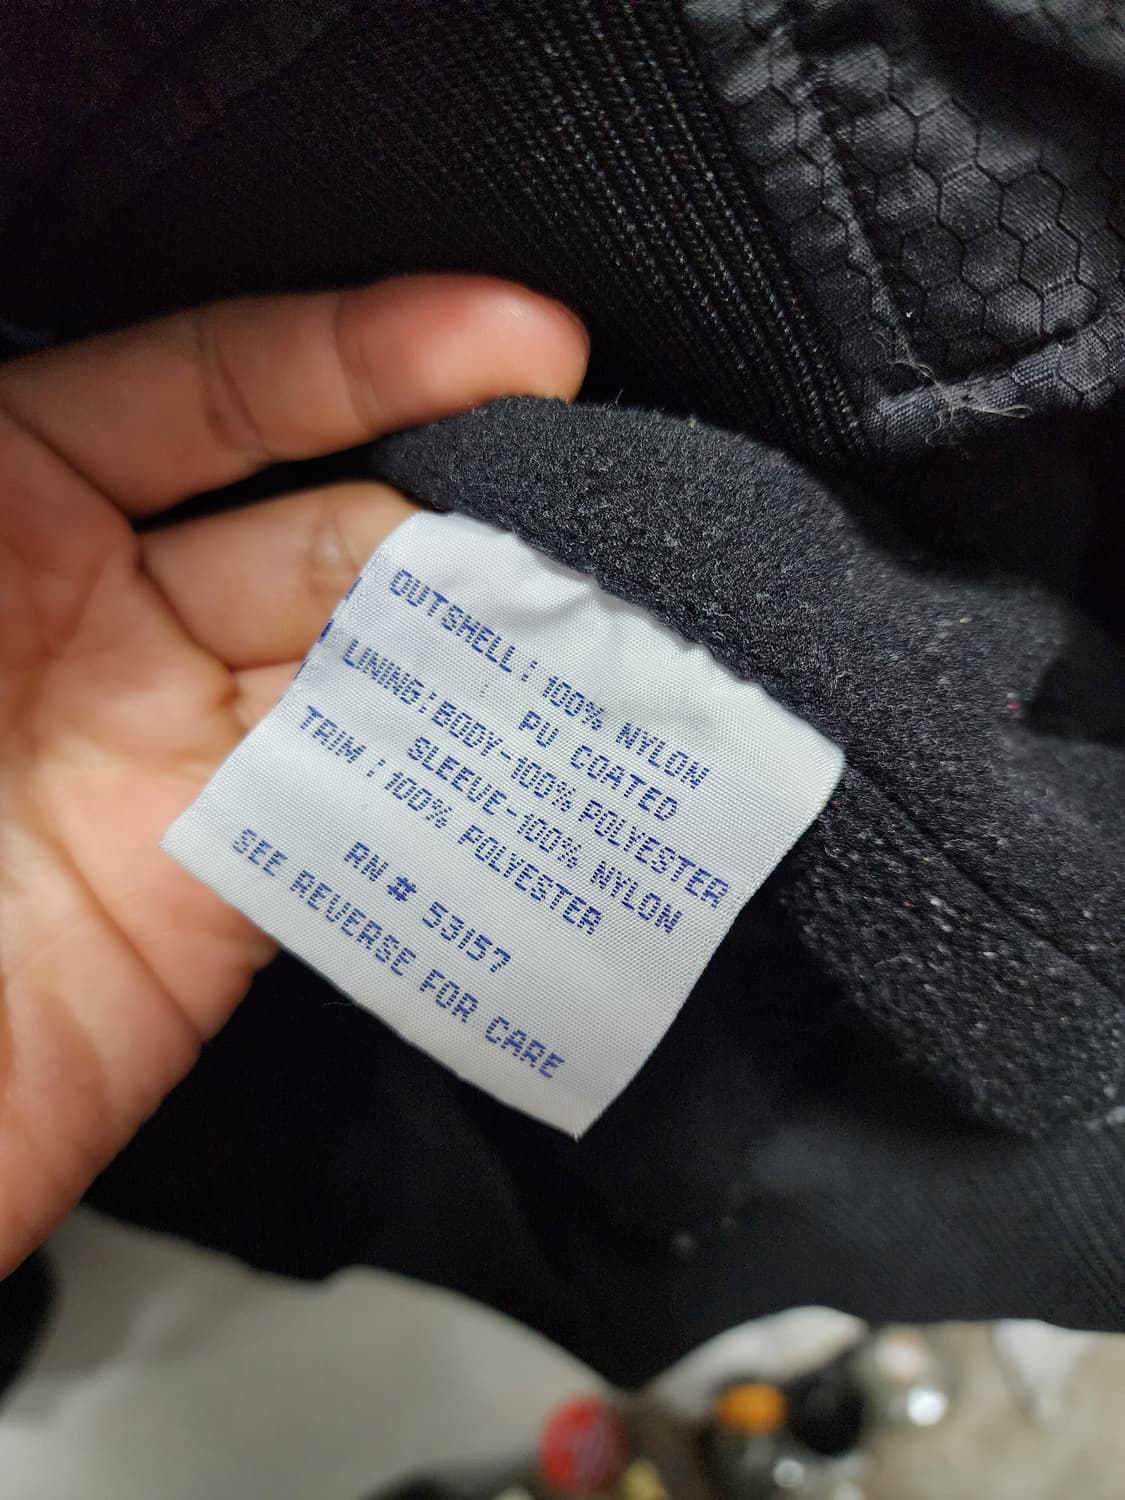 OUTSHELL : 100% NYLON
PU COATED
LINING : BODY-100% POLYESTER
SLEEVE-100% NYLON
TRIM : 100% POLYESTER
RN # 53157
SEE REVERSE FOR CARE